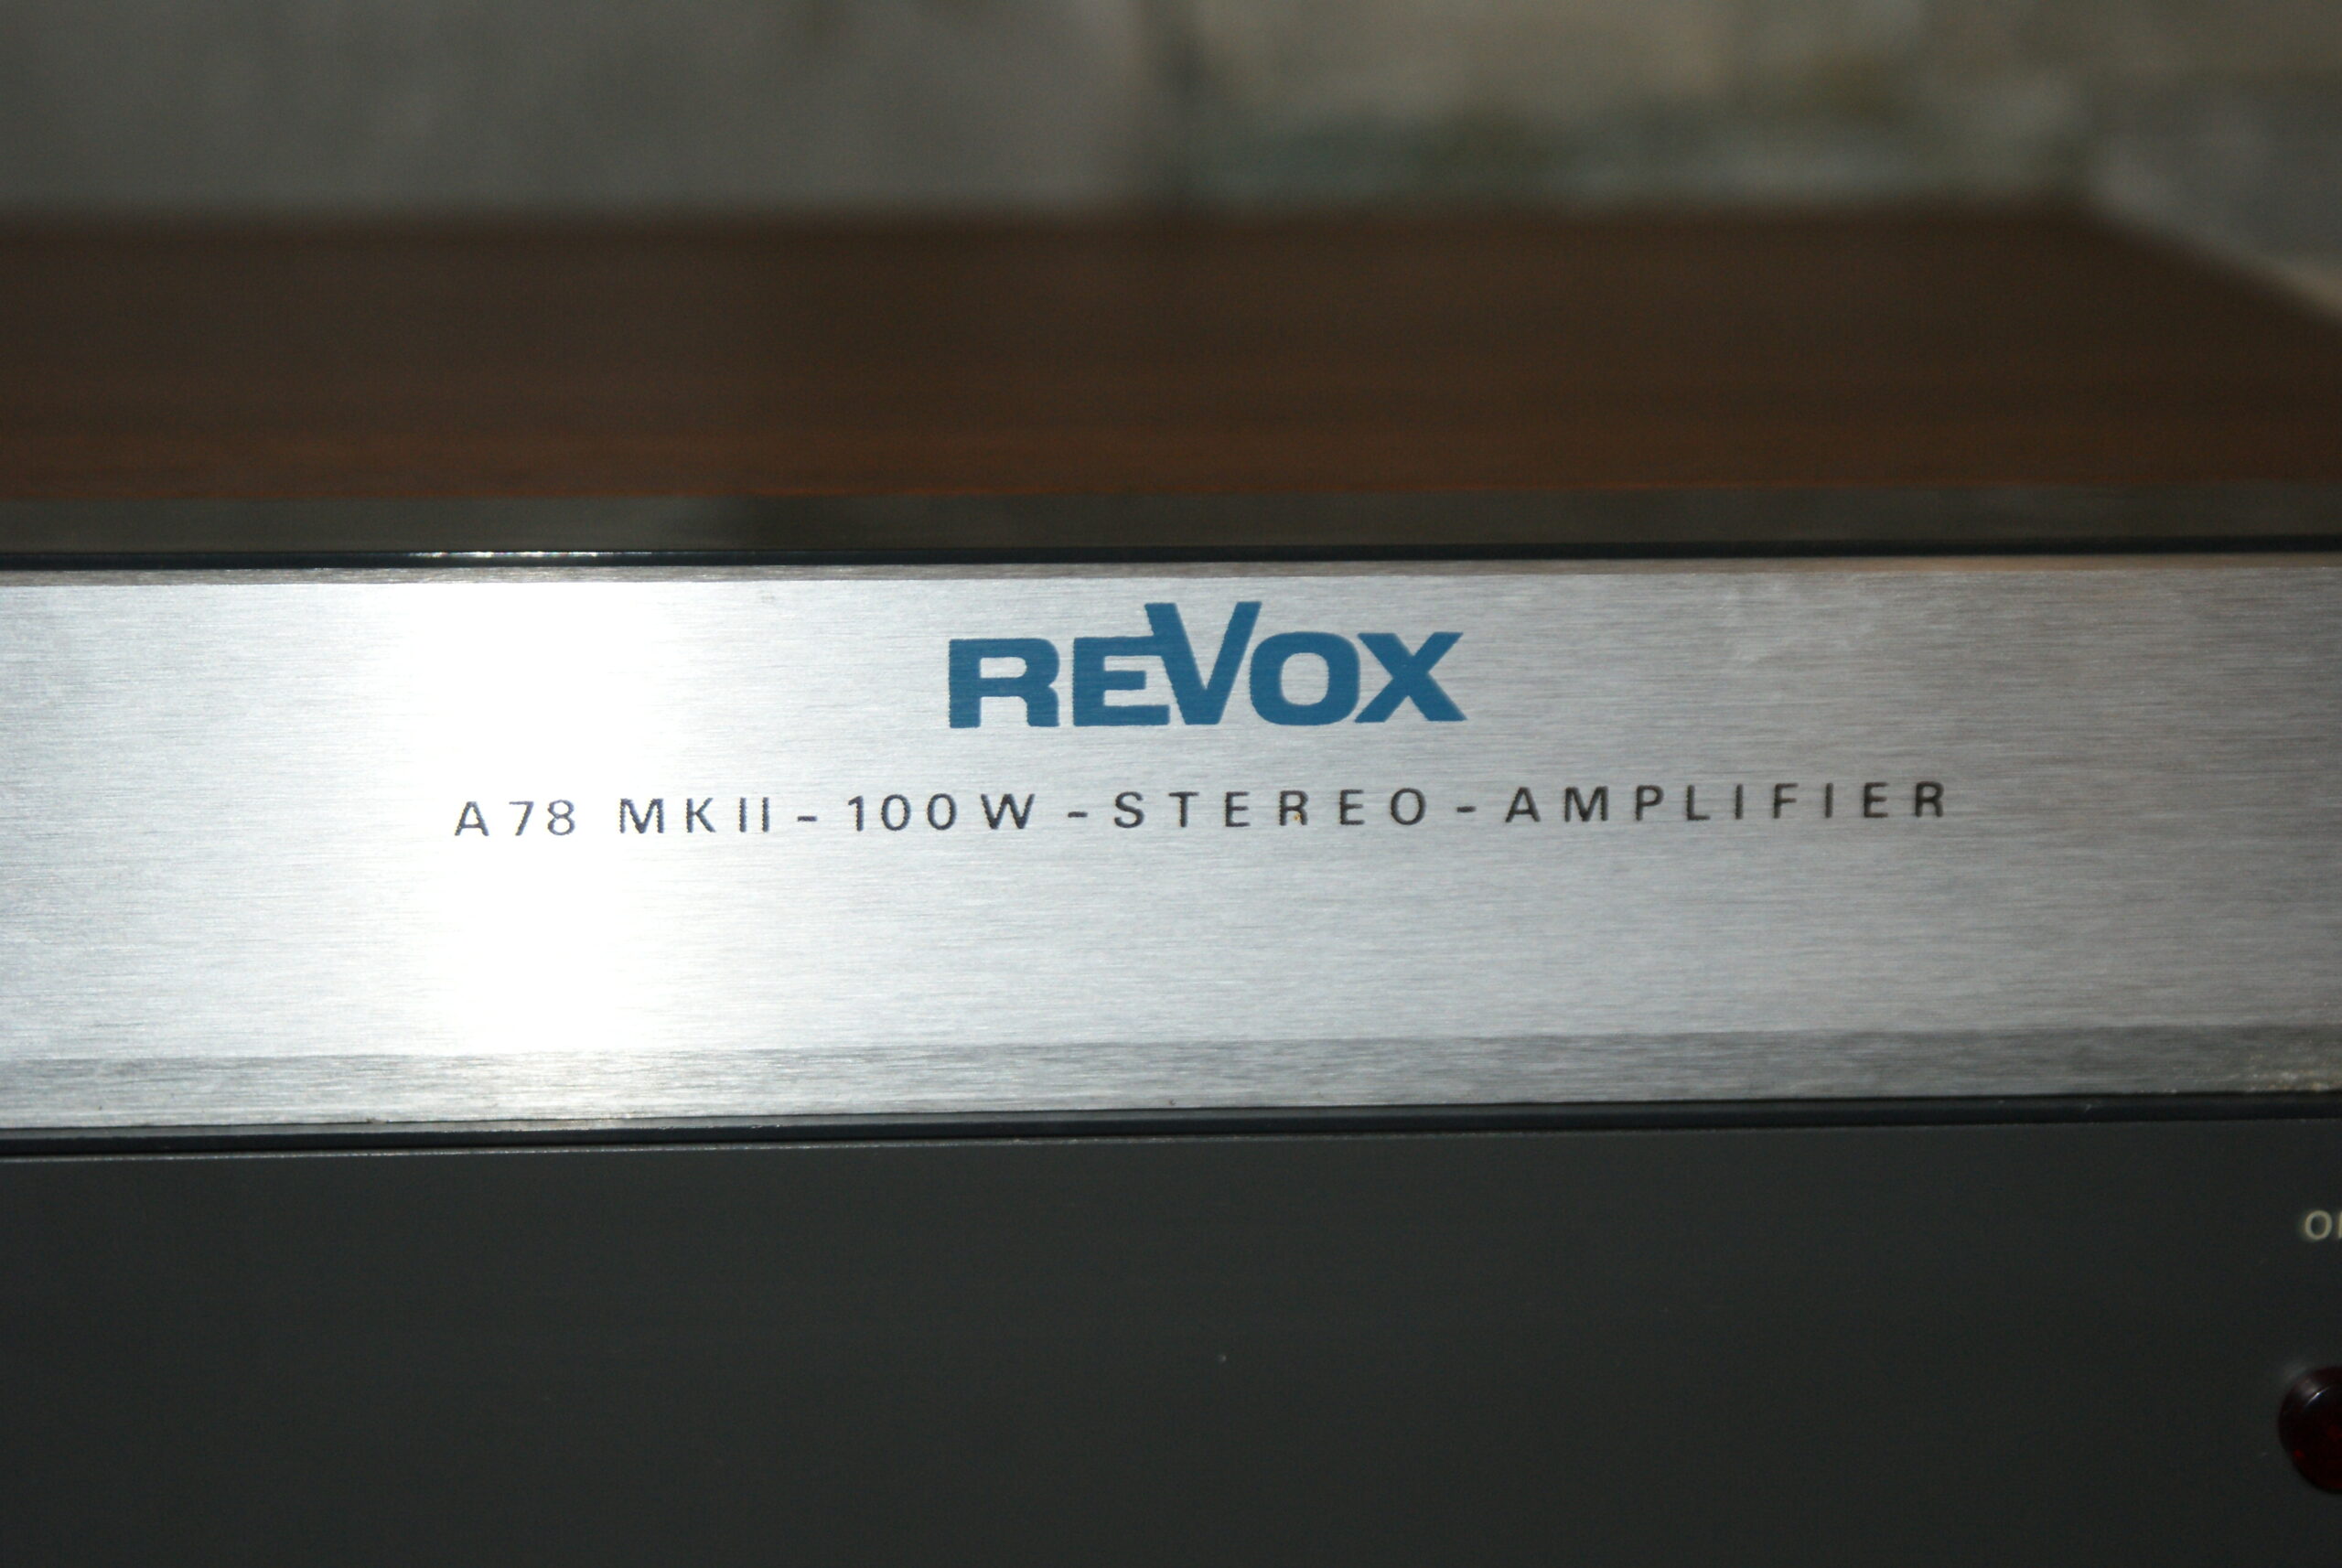 REVOX
A78 MKII - 100W - STEREO - AMPLIFIER